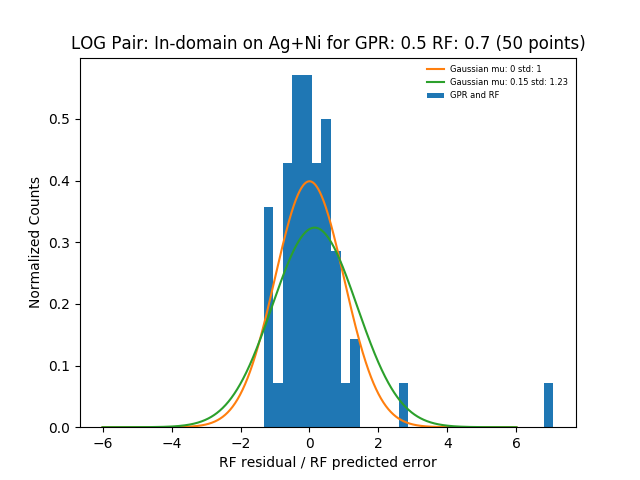 LOG Pair: In-domain on Ag+Ni for GPR: 0.5 RF: 0.7 (50 points)
Gaussian mu: 0 std: 1
Gaussian mu: 0.15 std: 1.23
GPR and RF
Normalized Counts
0.5
0.4
0.3
0.2
0.1
0.0
−6 −4 −2 0 2 4 6
RF residual / RF predicted error